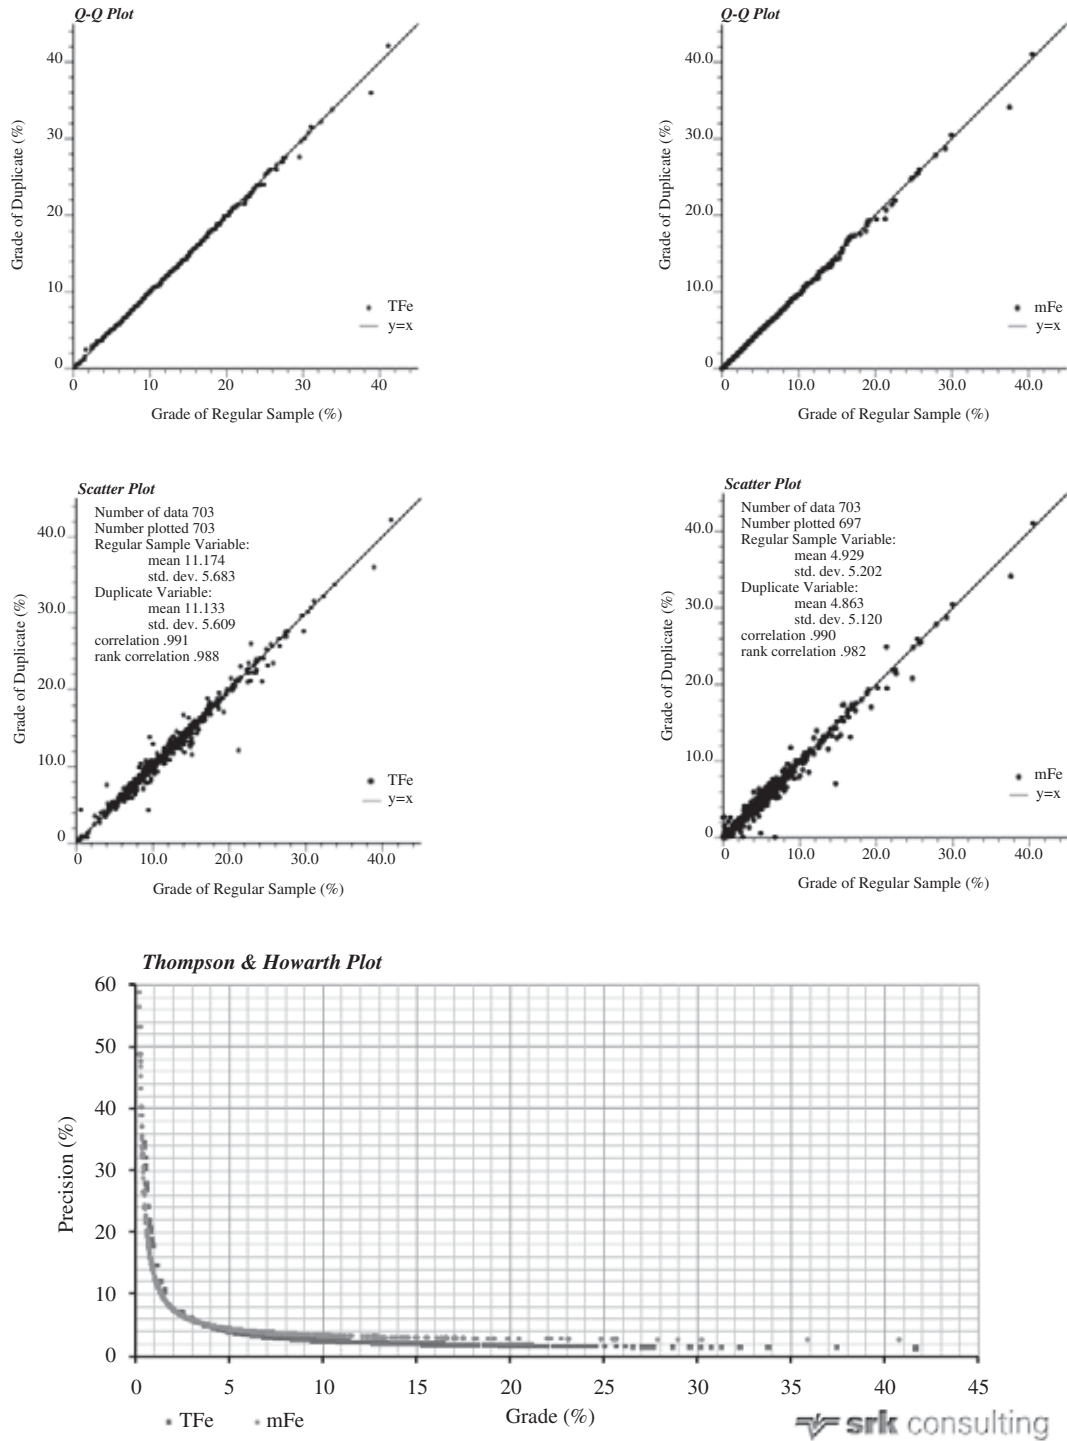 Q-Q Plot
40
30
20
10
0
0 10 20 30 40
Grade of Duplicate (%)
Grade of Regular Sample (%)
TFe
y=x
Q-Q Plot
40.0
30.0
20.0
10.0
0
0 10.0 20.0 30.0 40.0
Grade of Duplicate (%)
Grade of Regular Sample (%)
mFe
y=x
Scatter Plot
Number of data 703
Number plotted 703
Regular Sample Variable:
mean 11.174
std. dev. 5.683
Duplicate Variable:
mean 11.133
std. dev. 5.609
correlation .991
rank correlation .988
40.0
30.0
20.0
10.0
0
0 10.0 20.0 30.0 40.0
Grade of Duplicate (%)
Grade of Regular Sample (%)
TFe
y=x
Scatter Plot
Number of data 703
Number plotted 697
Regular Sample Variable:
mean 4.929
std. dev. 5.202
Duplicate Variable:
mean 4.863
std. dev. 5.120
correlation .990
rank correlation .982
40.0
30.0
20.0
10.0
0
0 10.0 20.0 30.0 40.0
Grade of Duplicate (%)
Grade of Regular Sample (%)
mFe
y=x
Thompson & Howarth Plot
60
50
40
30
20
10
0
0 5 10 15 20 25 30 35 40 45
Precision (%)
Grade (%)
TFe mFe
srk consulting